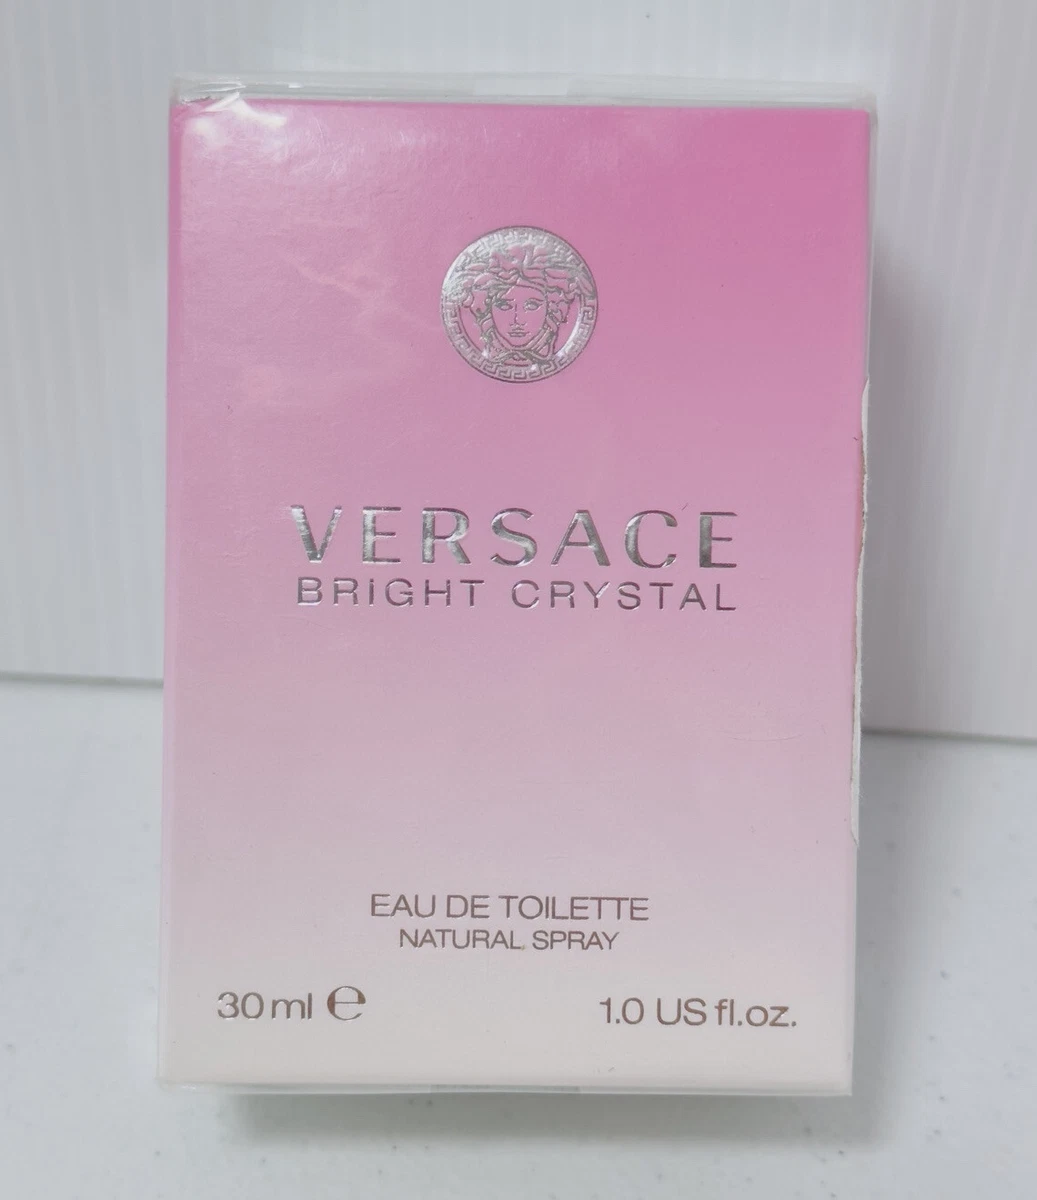 VERSACE
BRIGHT CRYSTAL
EAU DE TOILETTE
NATURAL SPRAY
30 ml ℮ 1.0 US fl.oz.